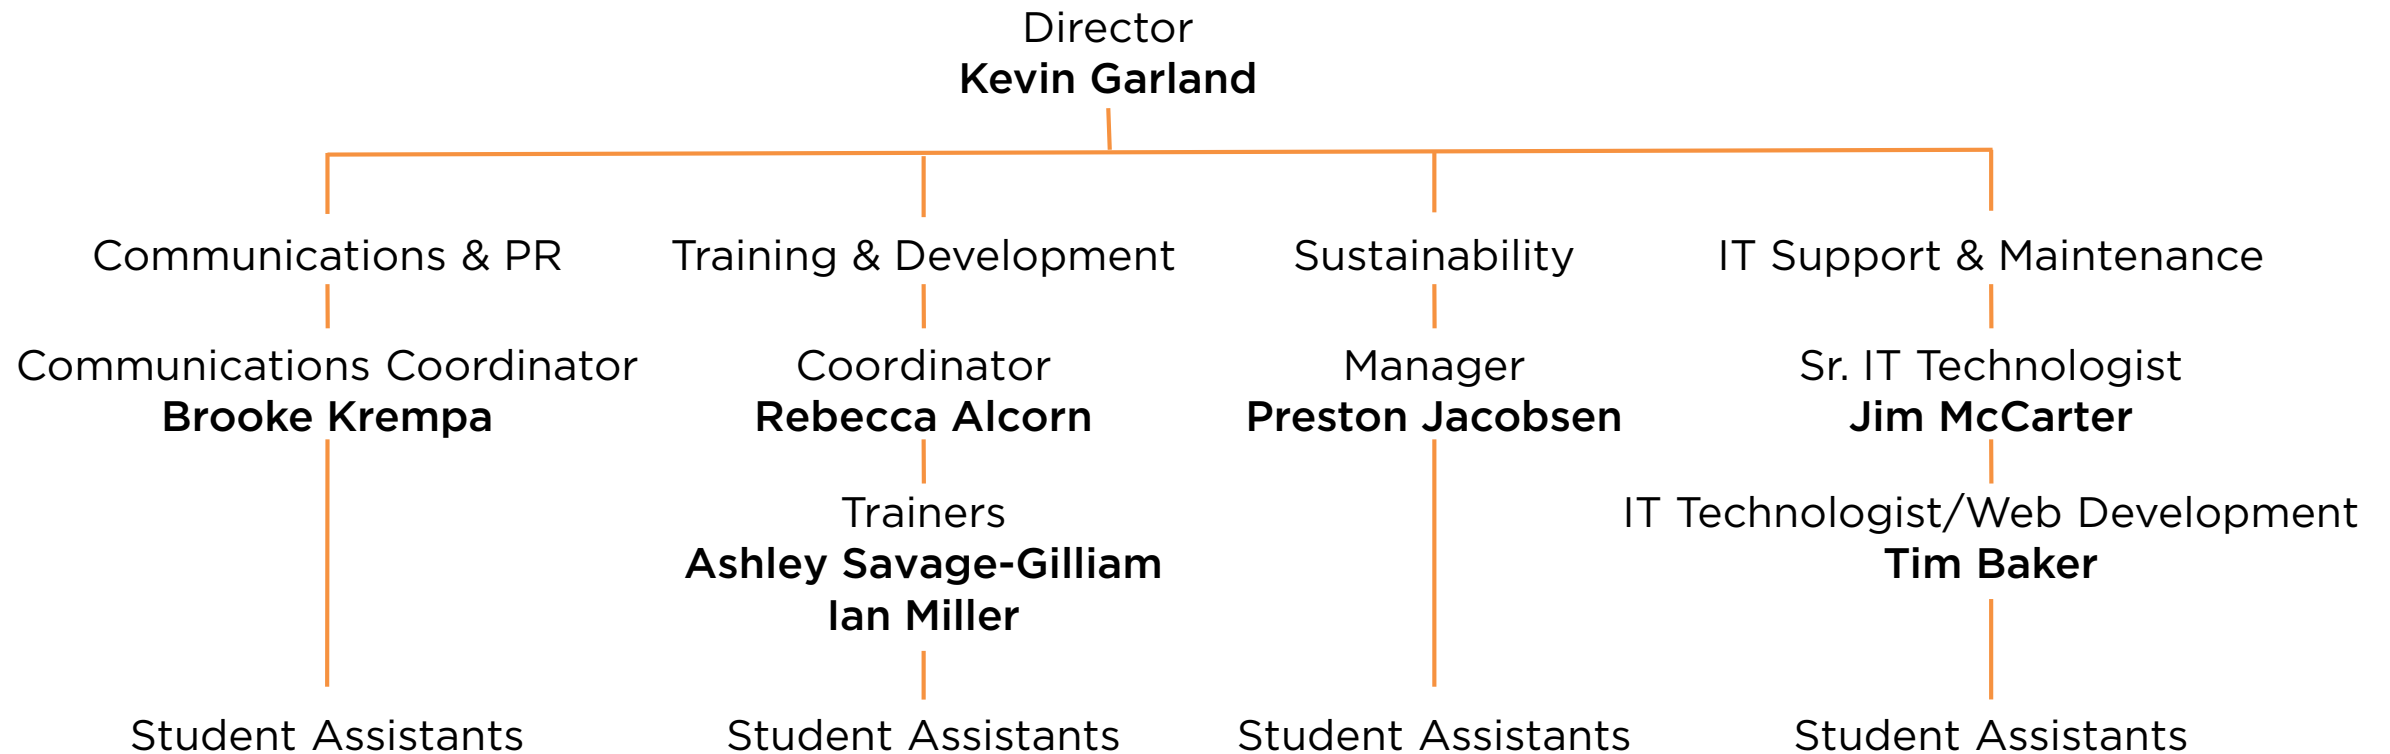 Director
Kevin Garland
Communications & PR
Training & Development
Sustainability
IT Support & Maintenance
Communications Coordinator
Brooke Krempa
Coordinator
Rebecca Alcorn
Manager
Preston Jacobsen
Sr. IT Technologist
Jim McCarter
Trainers
Ashley Savage-Gilliam
Ian Miller
IT Technologist/Web Development
Tim Baker
Student Assistants
Student Assistants
Student Assistants
Student Assistants